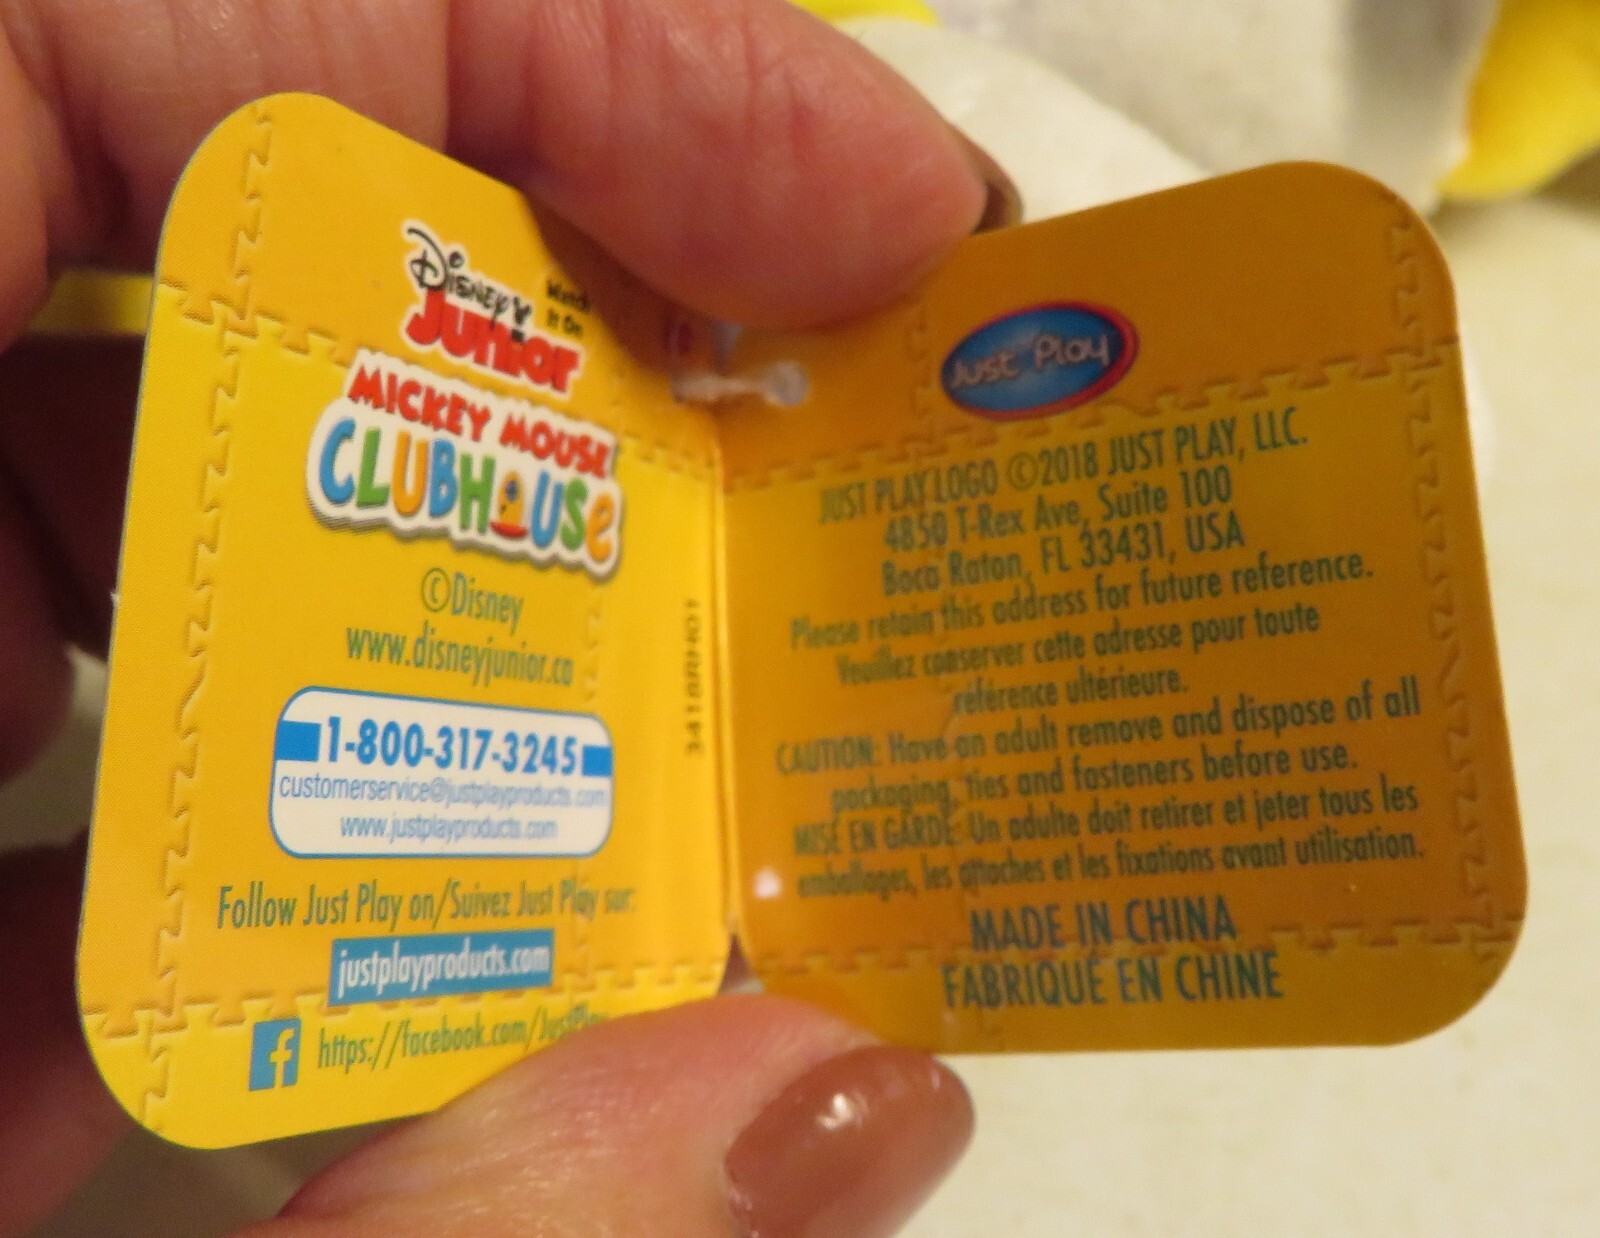 Disney
Junior
Watch
It On
MICKEY MOUSE
CLUBHOUSE
©Disney
www.disneyjunior.ca
1-800-317-3245
customerservice@justplayproducts.com
www.justplayproducts.com
Follow Just Play on/Suivez Just Play sur:
justplayproducts.com
f https://facebook.com/JustPlay
Just Play
JUST PLAY LOGO ©2018 JUST PLAY, LLC.
4850 T-Rex Ave, Suite 100
Boca Raton, FL 33431, USA
Please retain this address for future reference.
Veuillez conserver cette adresse pour toute
référence ultérieure.
CAUTION: Have an adult remove and dispose of all
packaging, ties and fasteners before use.
MISE EN GARDE: Un adulte doit retirer et jeter tous les
emballages, les attaches et les fixations avant utilisation.
MADE IN CHINA
FABRIQUÉ EN CHINE